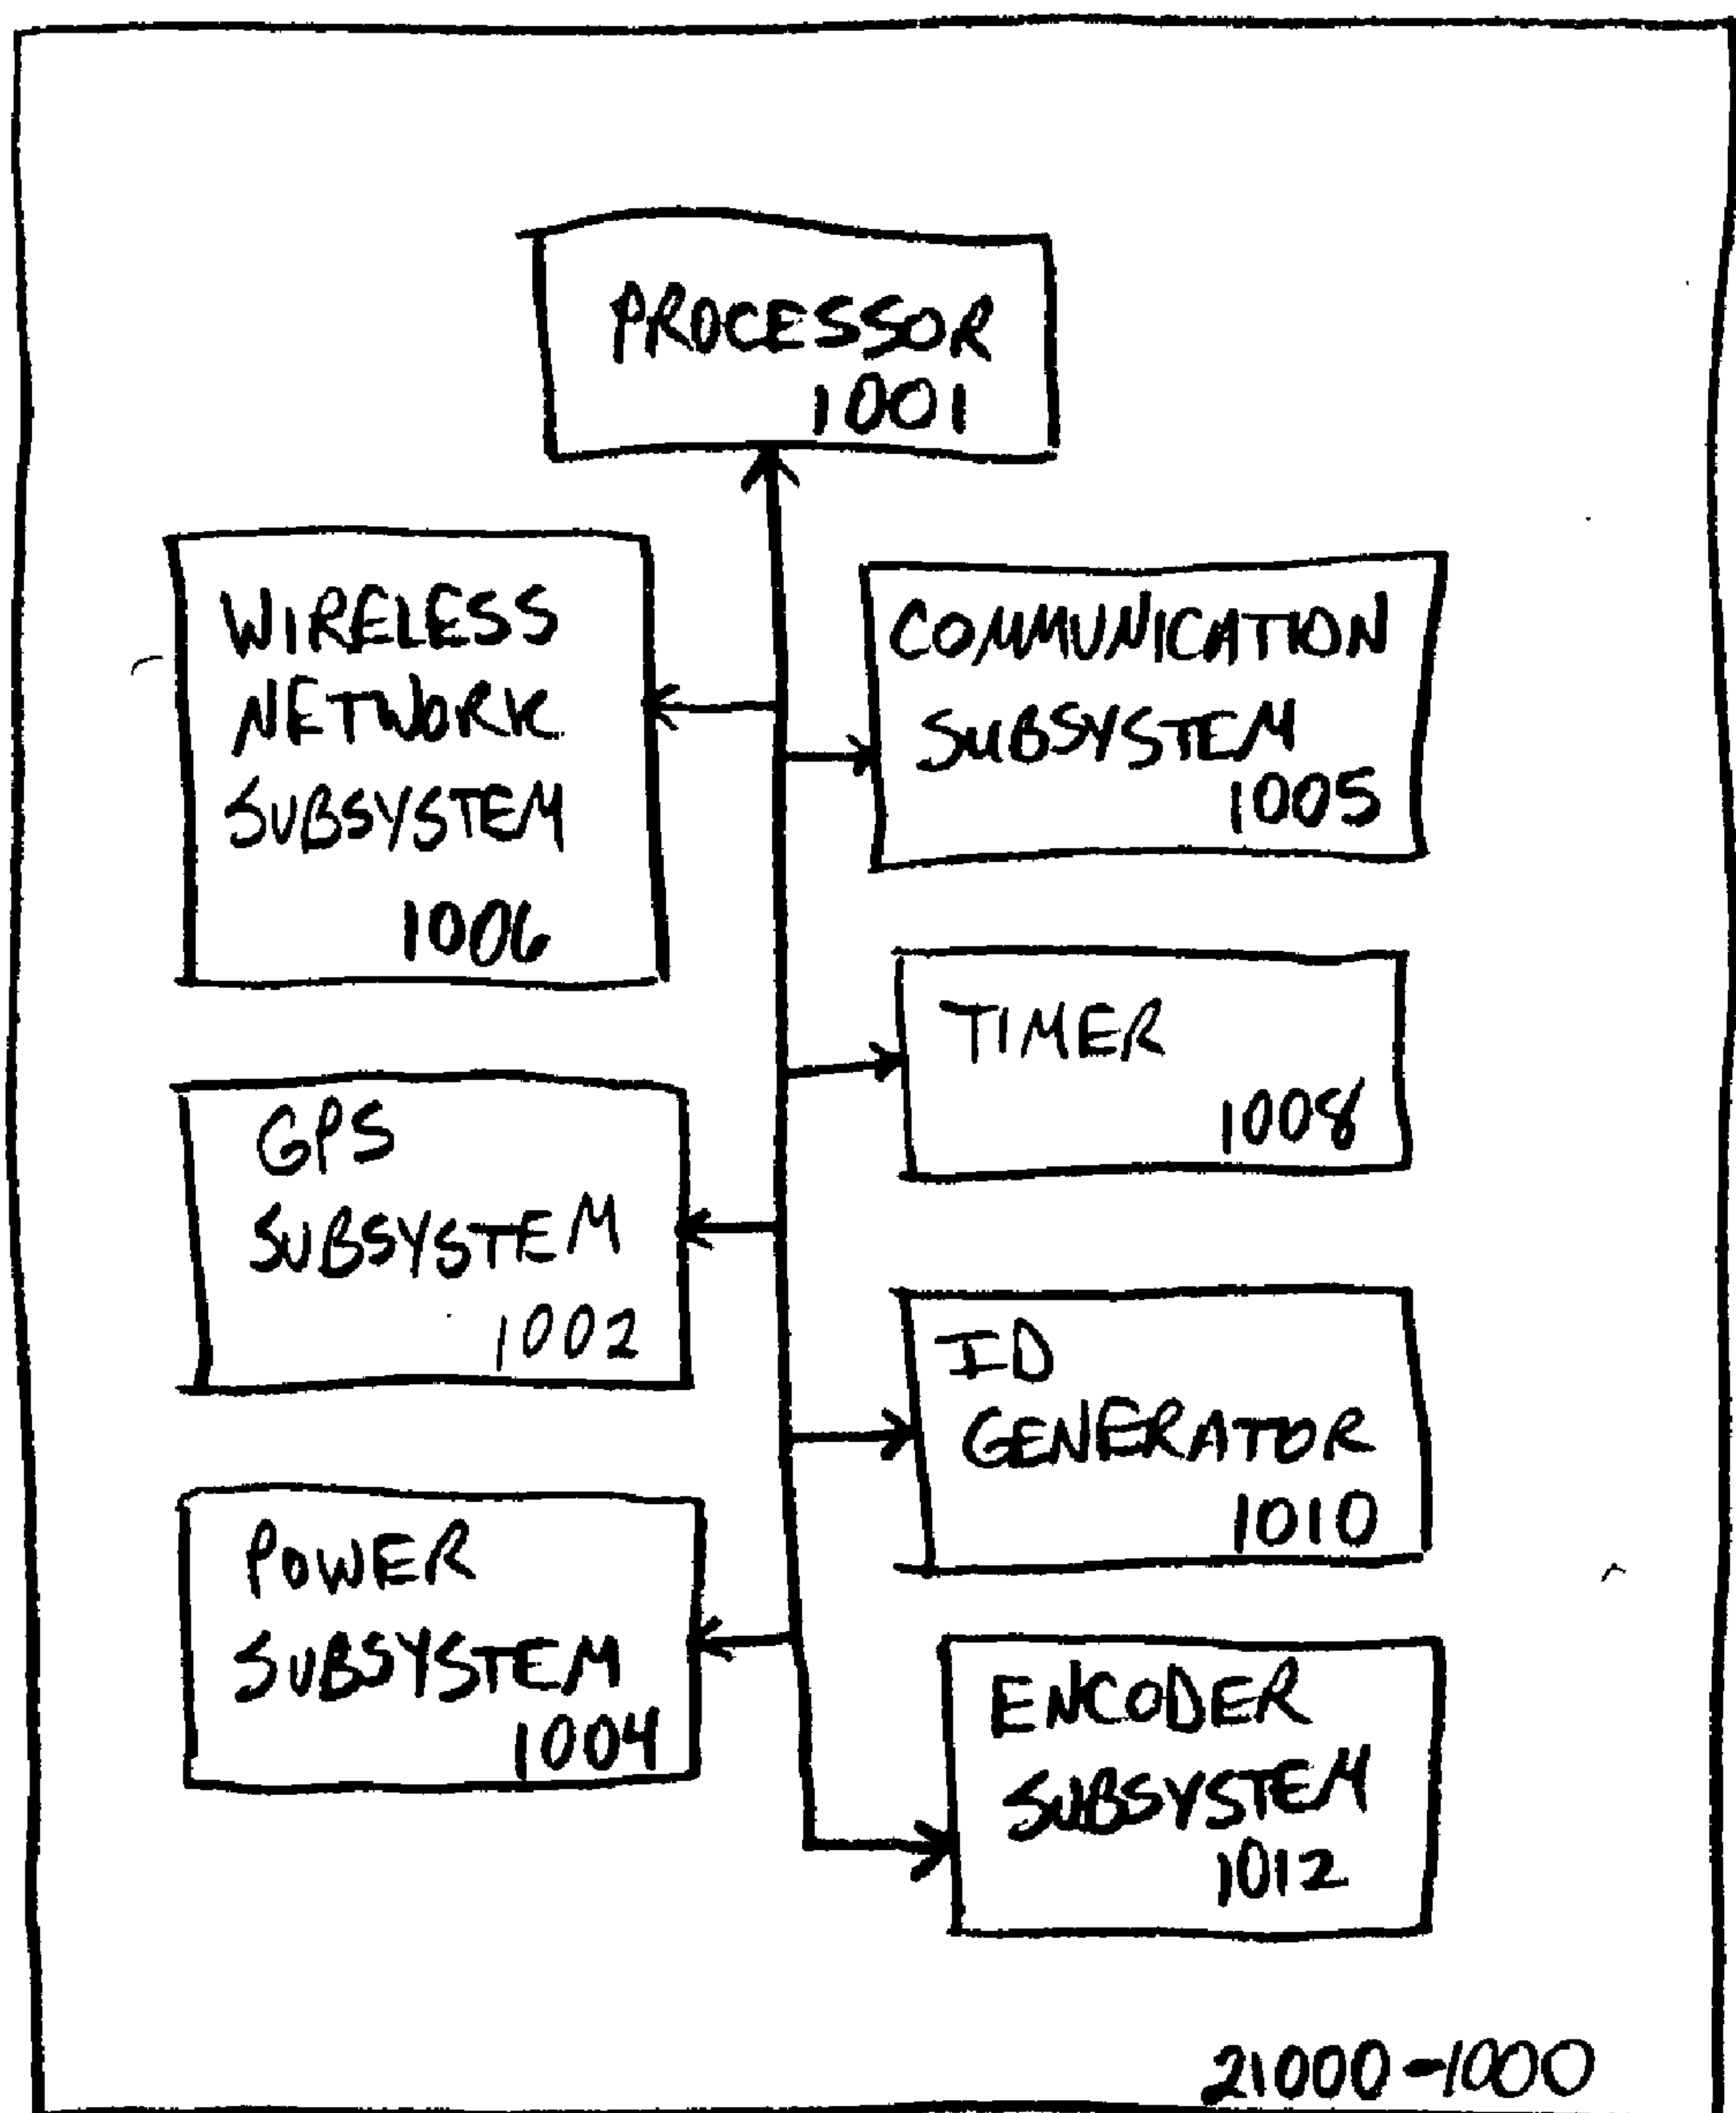 PROCESSOR
1001
WIRELESS
NETWORK
SUBSYSTEM
1006
COMMUNICATION
SUBSYSTEM
1005
TIMER
1008
GPS
SUBSYSTEM
1002
ID
GENERATOR
1010
POWER
SUBSYSTEM
1004
ENCODER
SUBSYSTEM
1012
21000-1000